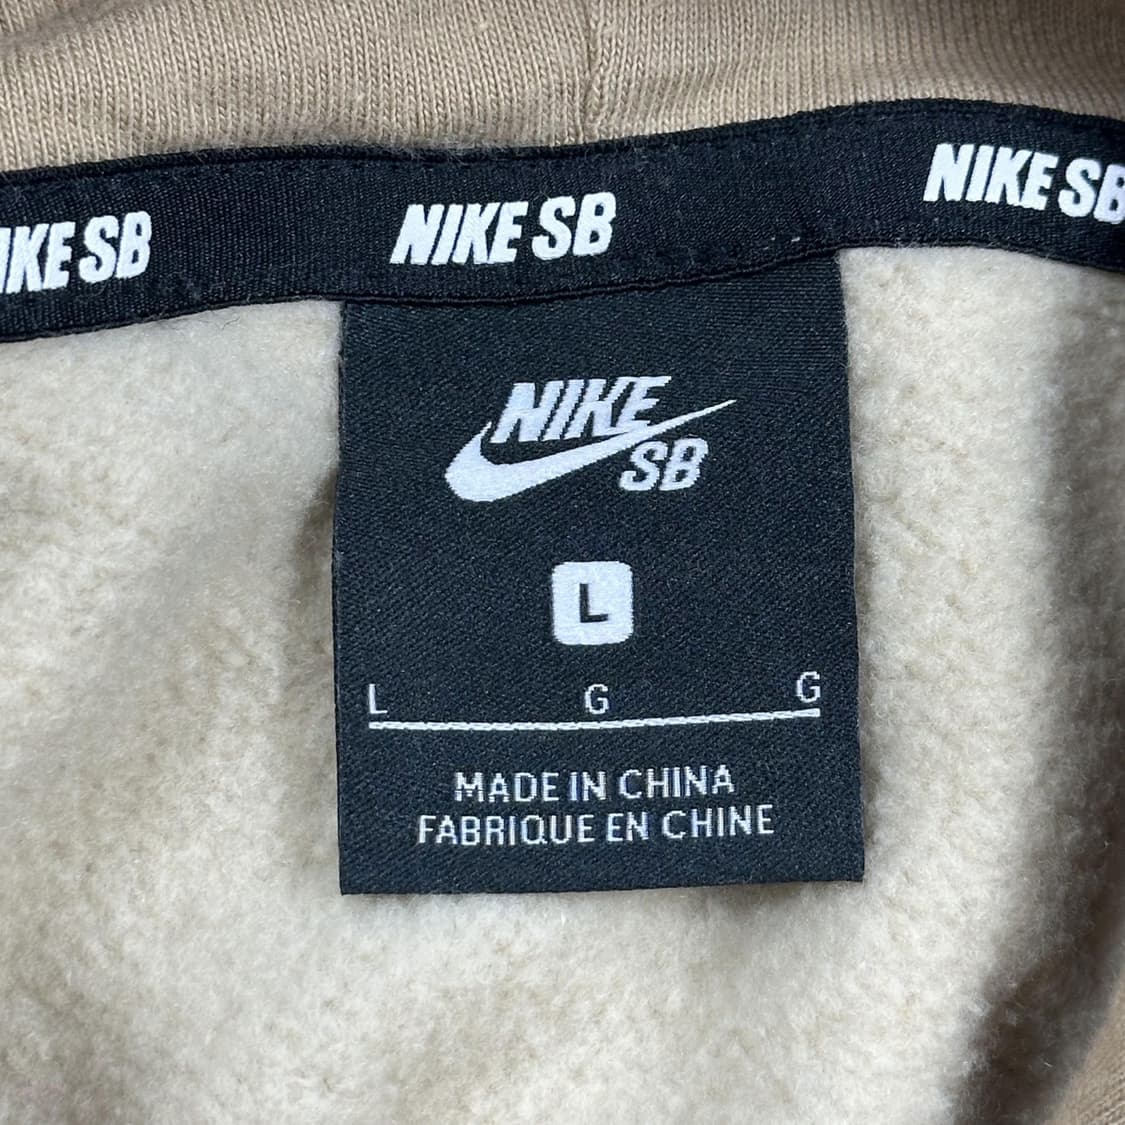 NIKE SB NIKE SB NIKE SB
NIKE
SB
L
L G G
MADE IN CHINA
FABRIQUE EN CHINE